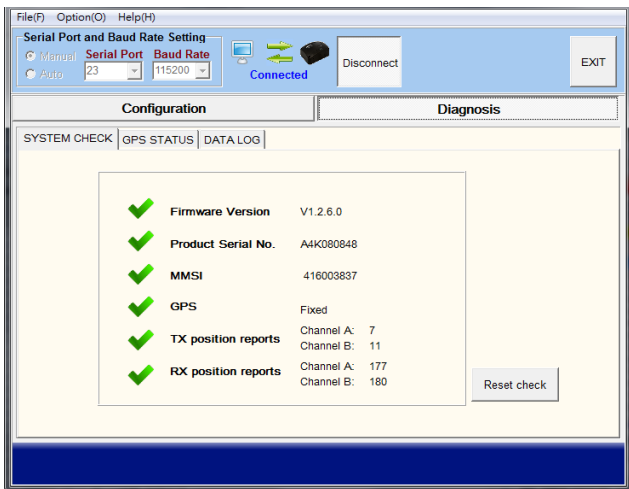 File(F) Option(O) Help(H)
Serial Port and Baud Rate Setting
Manual Serial Port Baud Rate
Auto 23 115200
Connected
Disconnect
EXIT
Configuration Diagnosis
SYSTEM CHECK GPS STATUS DATA LOG
Firmware Version V1.2.6.0
Product Serial No. A4K080848
MMSI 416003837
GPS Fixed
TX position reports Channel A: 7
Channel B: 11
RX position reports Channel A: 177
Channel B: 180
Reset check